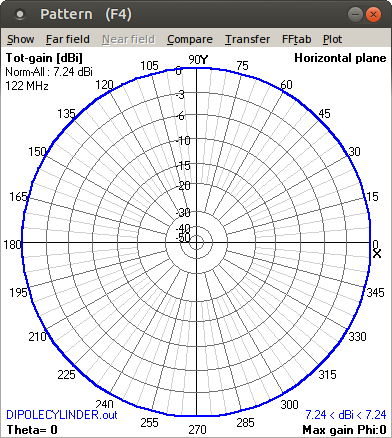 Pattern (F4)
Show Far field Near field Compare Transfer FFtab Plot
Tot-gain [dBi]
Horizontal plane
Norm-All : 7.24 dBi
122 MHz
90 Y
105 75
120 60
135 45
150 30
165 15
180 0
X
195 345
210 330
225 315
240 300
255 285
270
0
-3
-6
-10
-15
-20
-30
-40
-50
DIPOLECYLINDER.out
7.24 < dBi < 7.24
Theta= 0
Max gain Phi:0